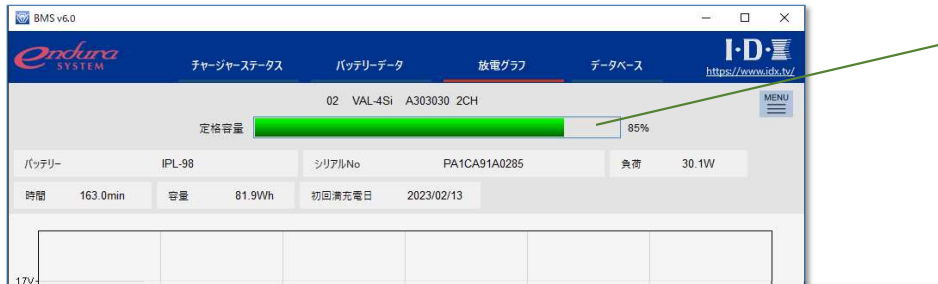 BMS v6.0
Endura
SYSTEM
チャージャーステータス バッテリーデータ 放電グラフ データベース
I·D·X
https://www.idx.tv/
02 VAL-4Si A303030 2CH
MENU
定格容量 85%
バッテリー IPL-98 シリアルNo PA1CA91A0285 負荷 30.1W
時間 163.0min 容量 81.9Wh 初回満充電日 2023/02/13
17V